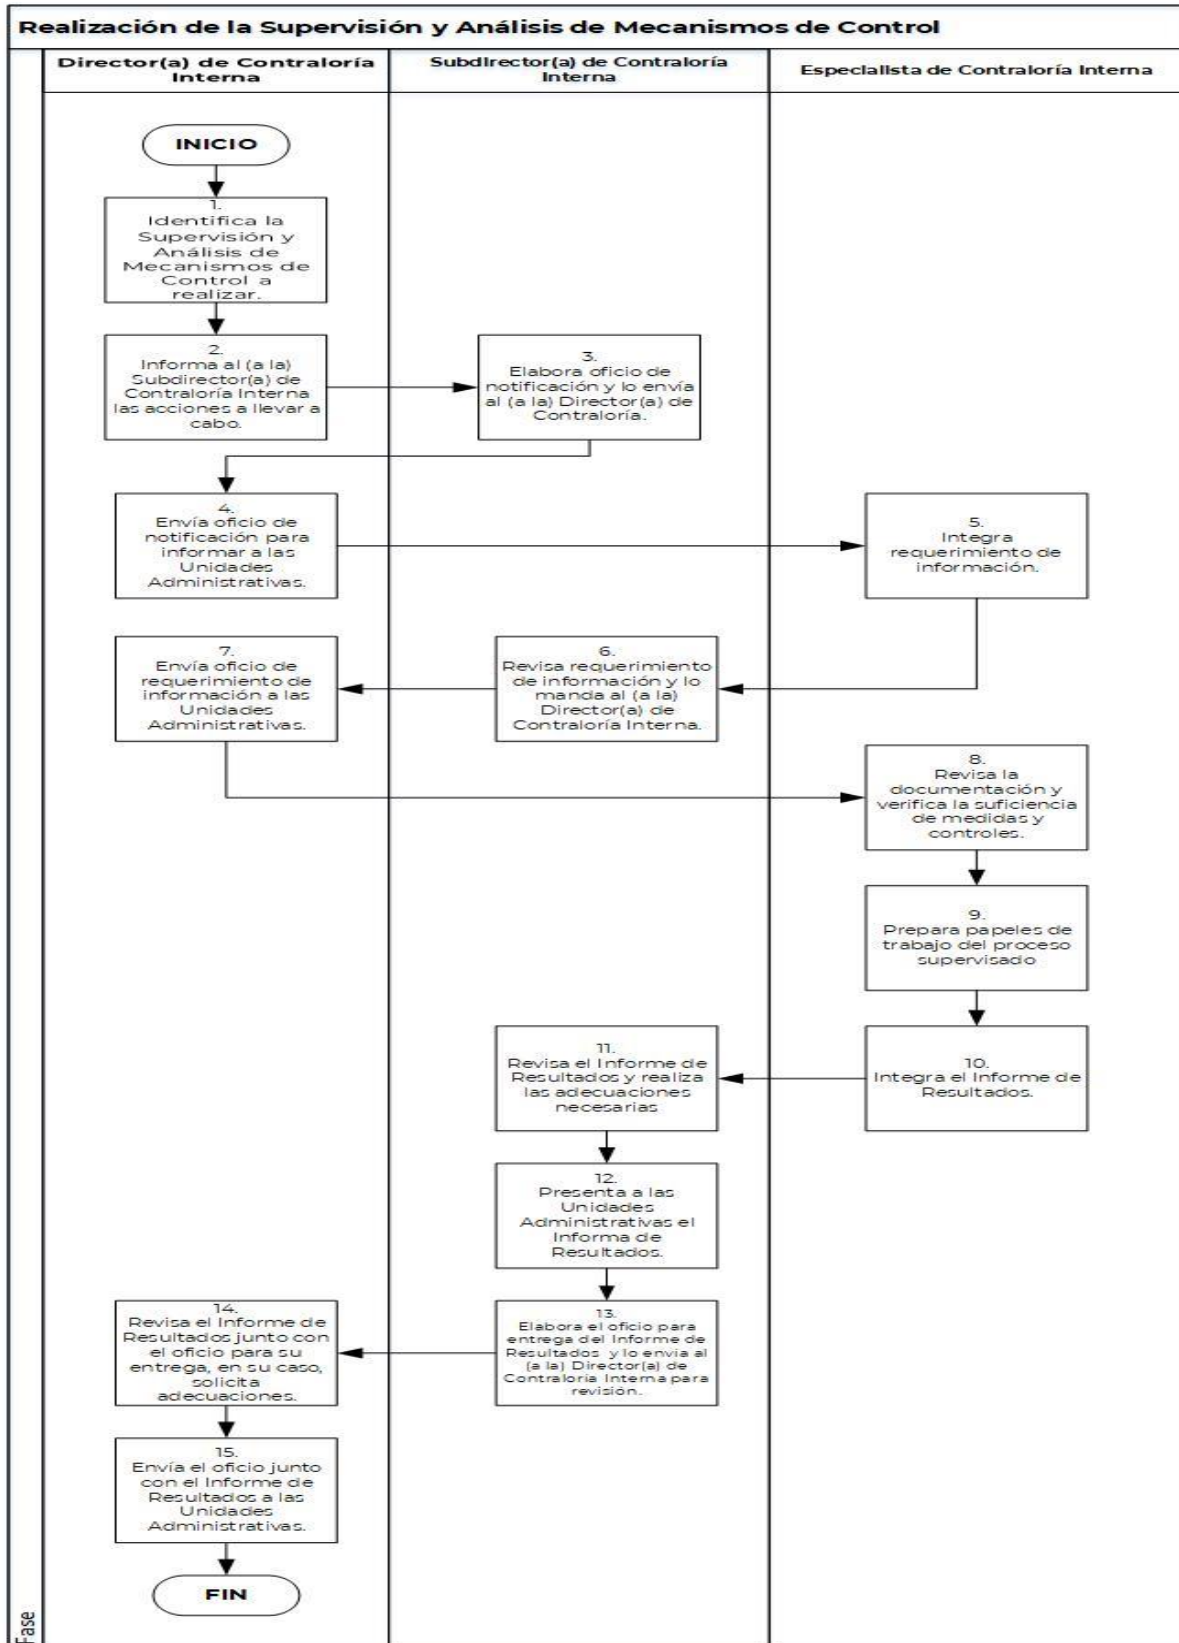 Realización de la Supervisión y Análisis de Mecanismos de Control
Director(a) de Contraloría
Interna
Subdirector(a) de Contraloría
Interna
Especialista de Contraloría Interna
INICIO
1.
Identifica la
Supervisión y
Análisis de
Mecanismos de
Control a
realizar.
2.
Informa al (a la)
Subdirector(a) de
Contraloría Interna
las acciones a llevar a
cabo.
3.
Elabora oficio de
notificación y lo envía
al (a la) Director(a) de
Contraloría.
4.
Envía oficio de
notificación para
informar a las
Unidades
Administrativas.
5.
Integra
requerimiento de
información.
6.
Revisa requerimiento
de información y lo
manda al (a la)
Director(a) de
Contraloría Interna.
7.
Envía oficio de
requerimiento de
información a las
Unidades
Administrativas.
8.
Revisa la
documentación y
verifica la suficiencia
de medidas y
controles.
9.
Prepara papeles de
trabajo del proceso
supervisado
10.
Integra el Informe de
Resultados.
11.
Revisa el Informe de
Resultados y realiza
las adecuaciones
necesarias
12.
Presenta a las
Unidades
Administrativas el
Informa de
Resultados.
13.
Elabora el oficio para
entrega del Informe de
Resultados y lo envía al
(a la) Director(a) de
Contraloría Interna para
revisión.
14.
Revisa el Informe de
Resultados junto con
el oficio para su
entrega, en su caso,
solicita
adecuaciones.
15.
Envía el oficio junto
con el Informe de
Resultados a las
Unidades
Administrativas.
FIN
Fase